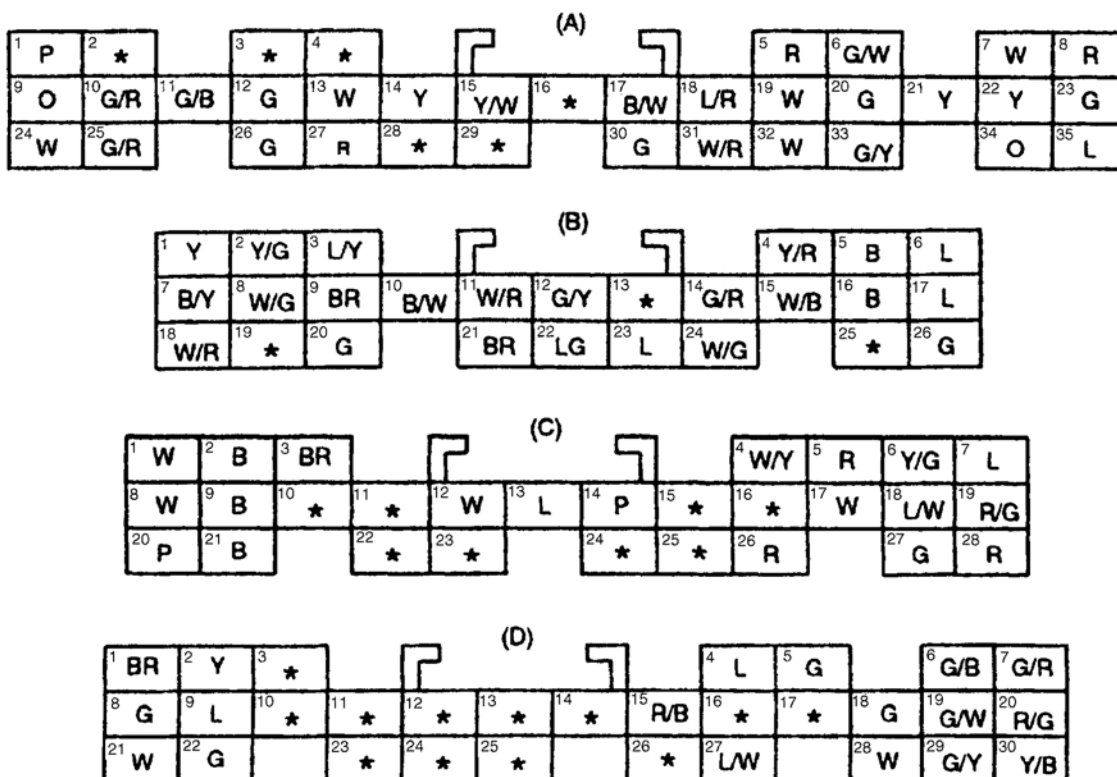 (A)
1 P 2 * 3 * 4 * 5 R 6 G/W 7 W 8 R
9 O 10 G/R 11 G/B 12 G 13 W 14 Y 15 Y/W 16 * 17 B/W 18 L/R 19 W 20 G 21 Y 22 Y 23 G
24 W 25 G/R 26 G 27 R 28 * 29 * 30 G 31 W/R 32 W 33 G/Y 34 O 35 L
(B)
1 Y 2 Y/G 3 L/Y 4 Y/R 5 B 6 L
7 B/Y 8 W/G 9 BR 10 B/W 11 W/R 12 G/Y 13 * 14 G/R 15 W/B 16 B 17 L
18 W/R 19 * 20 G 21 BR 22 LG 23 L 24 W/G 25 * 26 G
(C)
1 W 2 B 3 BR 4 W/Y 5 R 6 Y/G 7 L
8 W 9 B 10 * 11 * 12 W 13 L 14 P 15 * 16 * 17 W 18 L/W 19 R/G
20 P 21 B 22 * 23 * 24 * 25 * 26 R 27 G 28 R
(D)
1 BR 2 Y 3 * 4 L 5 G 6 G/B 7 G/R
8 G 9 L 10 * 11 * 12 * 13 * 14 * 15 R/B 16 * 17 * 18 G 19 G/W 20 R/G
21 W 22 G 23 * 24 * 25 * 26 * 27 L/W 28 W 29 G/Y 30 Y/B